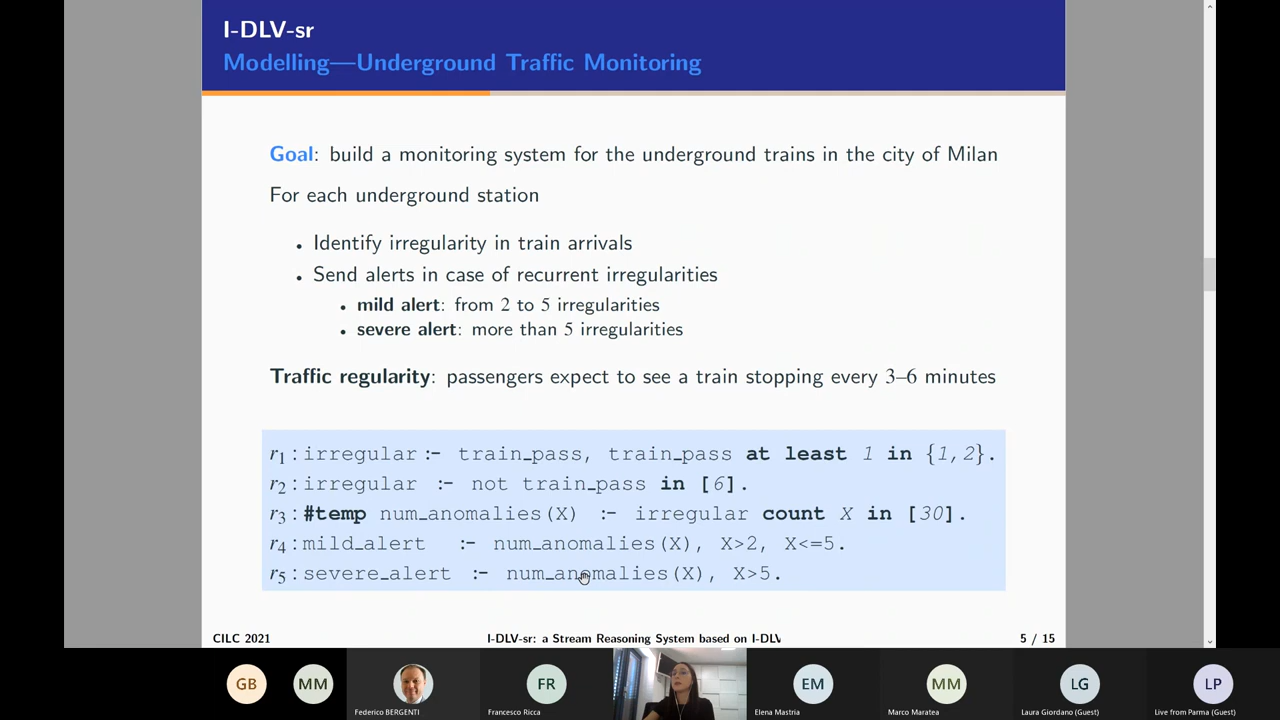 I-DLV-sr
Modelling—Underground Traffic Monitoring
Goal: build a monitoring system for the underground trains in the city of Milan
For each underground station
• Identify irregularity in train arrivals
• Send alerts in case of recurrent irregularities
• mild alert: from 2 to 5 irregularities
• severe alert: more than 5 irregularities
Traffic regularity: passengers expect to see a train stopping every 3–6 minutes
r1 : irregular :- train_pass, train_pass at least 1 in {1,2}.
r2 : irregular :- not train_pass in [6].
r3 : #temp num_anomalies(X) :- irregular count X in [30].
r4 : mild_alert :- num_anomalies(X), X>2, X<=5.
r5 : severe_alert :- num_anomalies(X), X>5.
CILC 2021 I-DLV-sr: a Stream Reasoning System based on I-DLV 5 / 15
GB MM FR EM MM LG LP
Federico BERGENTI Francesco Ricca Elena Mastria Marco Maratea Laura Giordano (Guest) Live from Parma (Guest)